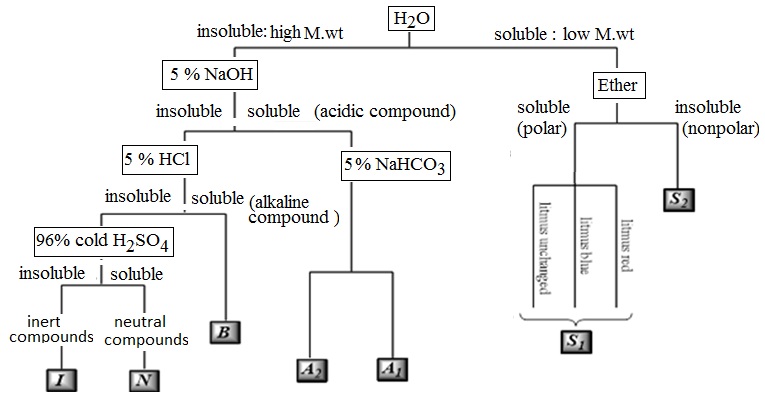 H₂O
insoluble: high M.wt
soluble : low M.wt
5 % NaOH
Ether
insoluble
soluble
(acidic compound)
soluble
(polar)
insoluble
(nonpolar)
5 % HCl
5% NaHCO₃
insoluble
soluble
(alkaline
compound )
S₂
96% cold H₂SO₄
litmus unchanged
litmus blue
litmus red
insoluble
soluble
inert
compounds
neutral
compounds
B
S₁
I
N
A₂
A₁